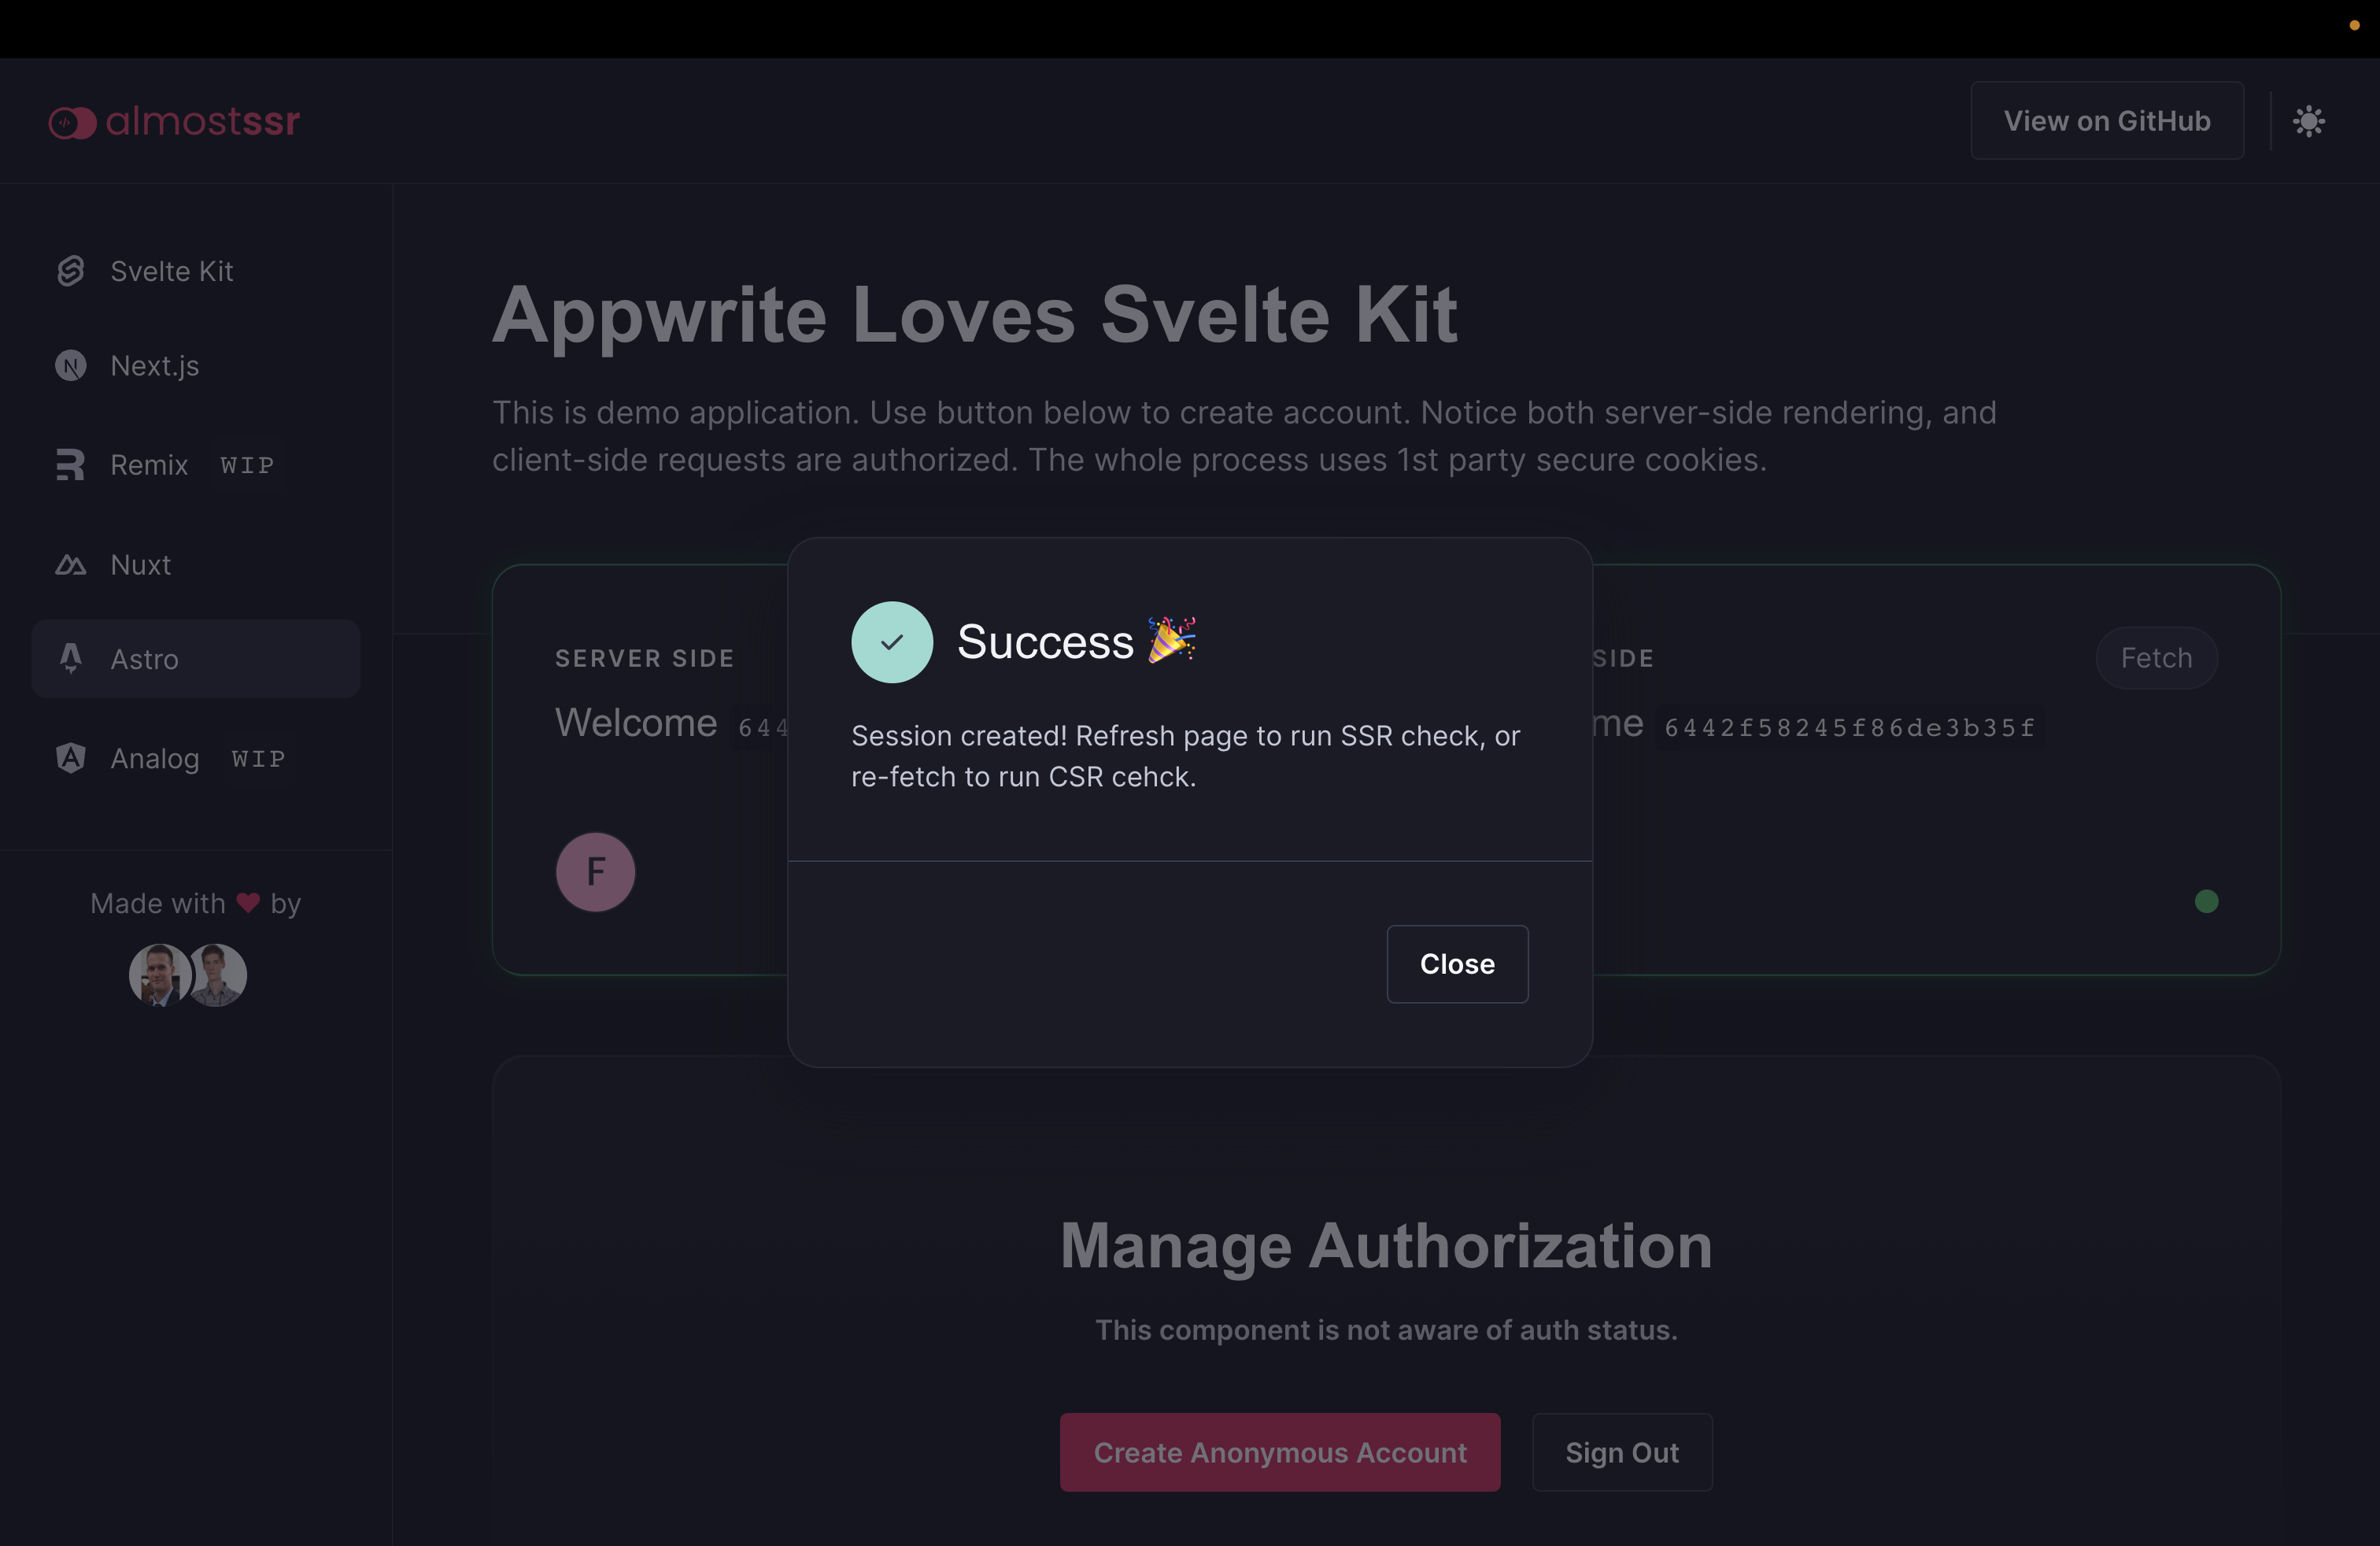 almostssr
View on GitHub
Svelte Kit
Next.js
Remix WIP
Nuxt
Astro
Analog WIP
Made with ❤ by
Appwrite Loves Svelte Kit
This is demo application. Use button below to create account. Notice both server-side rendering, and
client-side requests are authorized. The whole process uses 1st party secure cookies.
SERVER SIDE
Welcome 644
F
Success 🎉
Session created! Refresh page to run SSR check, or
re-fetch to run CSR cehck.
Close
SIDE
Fetch
me 6442f58245f86de3b35f
Manage Authorization
This component is not aware of auth status.
Create Anonymous Account
Sign Out